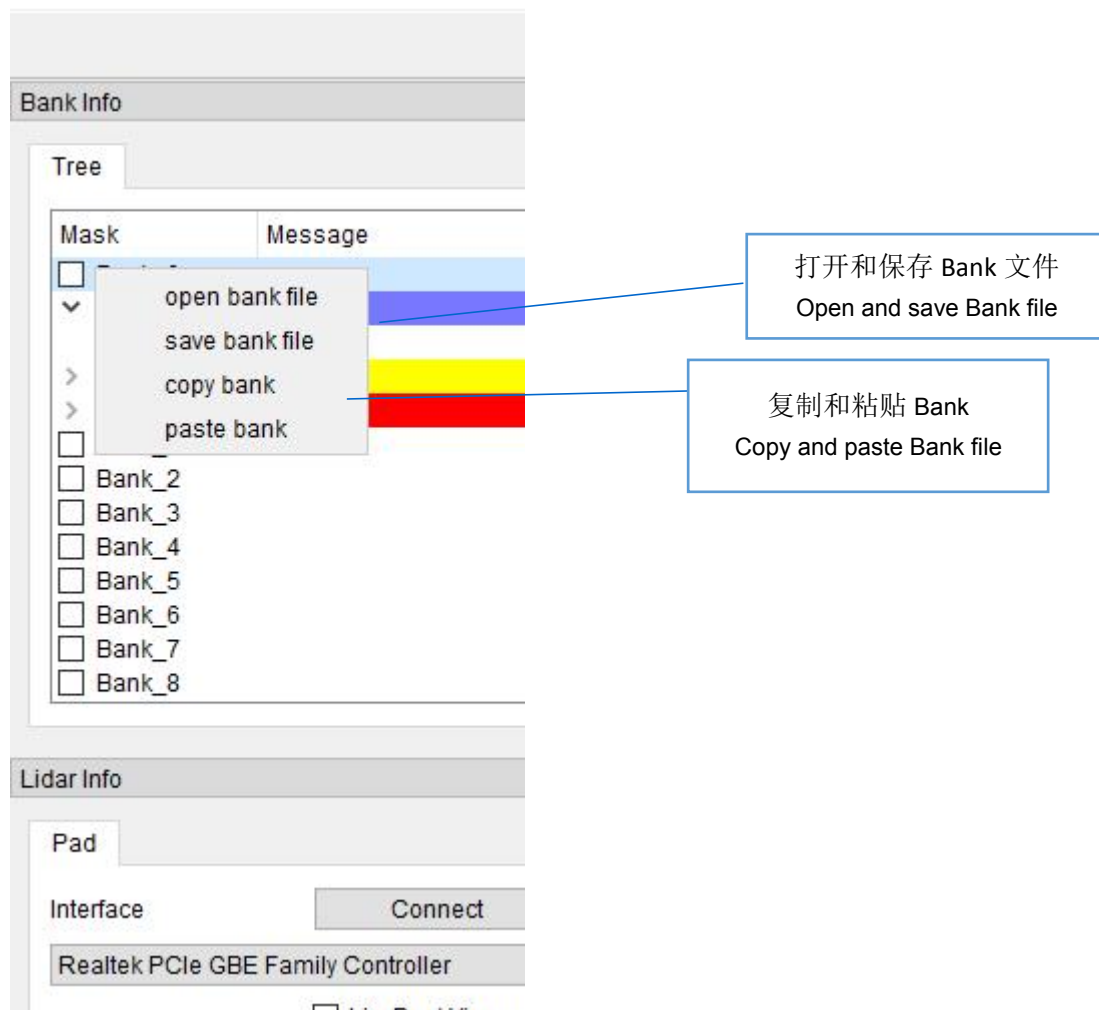 Bank Info
Tree
Mask Message
open bank file
save bank file
copy bank
paste bank
Bank_2
Bank_3
Bank_4
Bank_5
Bank_6
Bank_7
Bank_8
打开和保存 Bank 文件
Open and save Bank file
复制和粘贴 Bank
Copy and paste Bank file
Lidar Info
Pad
Interface Connect
Realtek PCIe GBE Family Controller